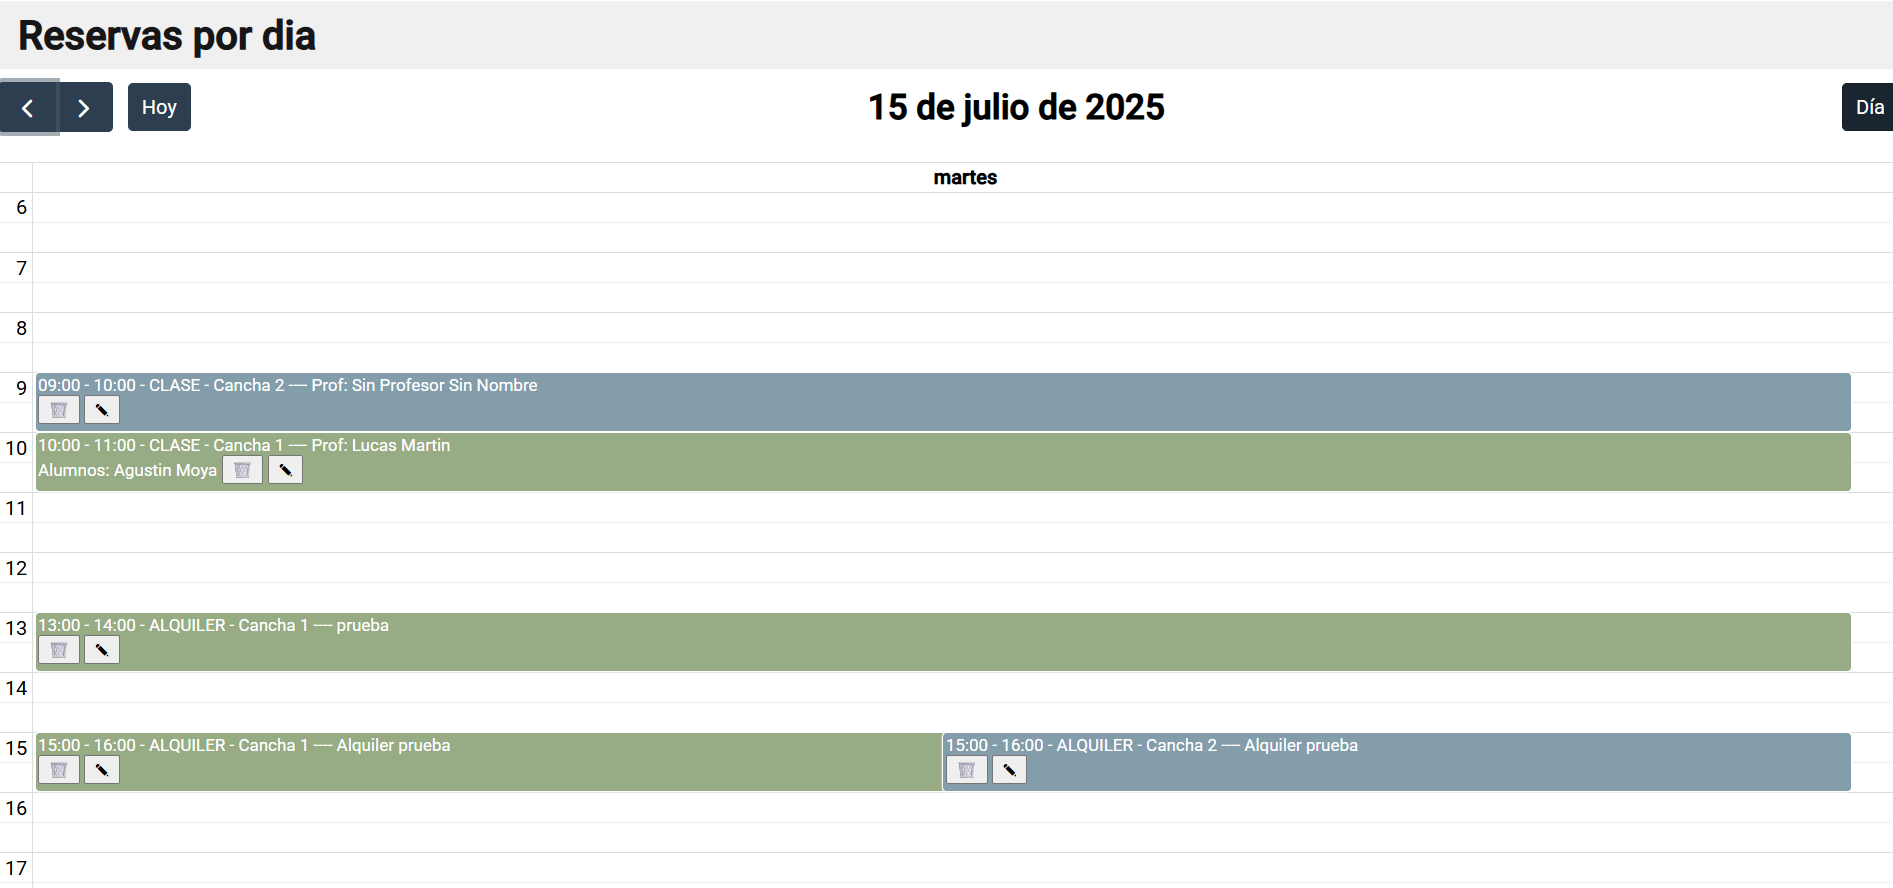 Reservas por dia
Hoy
15 de julio de 2025
Día
martes
6
7
8
9
09:00 - 10:00 - CLASE - Cancha 2 ---- Prof: Sin Profesor Sin Nombre
10
10:00 - 11:00 - CLASE - Cancha 1 ---- Prof: Lucas Martin
Alumnos: Agustin Moya
11
12
13
13:00 - 14:00 - ALQUILER - Cancha 1 ---- prueba
14
15
15:00 - 16:00 - ALQUILER - Cancha 1 ---- Alquiler prueba
15:00 - 16:00 - ALQUILER - Cancha 2 ---- Alquiler prueba
16
17